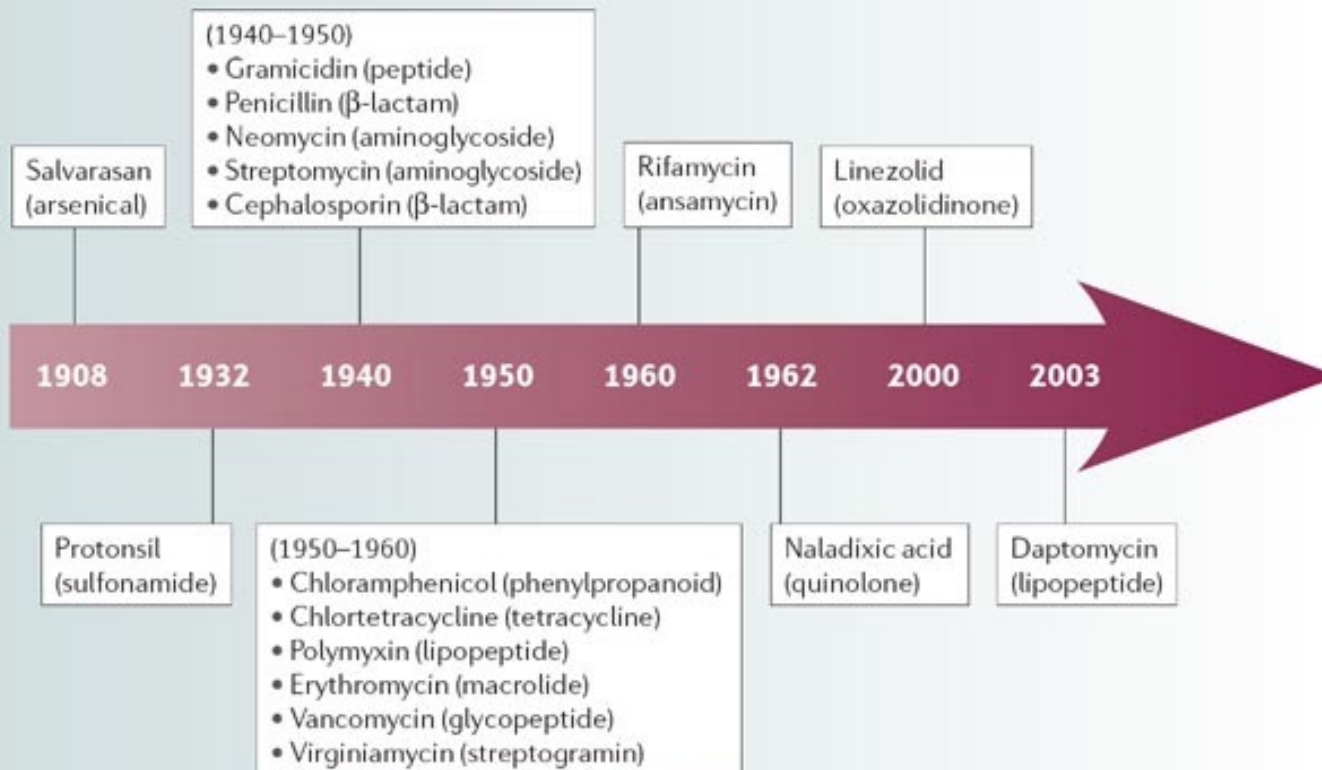 (1940–1950)
• Gramicidin (peptide)
• Penicillin (β-lactam)
• Neomycin (aminoglycoside)
• Streptomycin (aminoglycoside)
• Cephalosporin (β-lactam)
Salvarasan
(arsenical)
Rifamycin
(ansamycin)
Linezolid
(oxazolidinone)
1908 1932 1940 1950 1960 1962 2000 2003
Protonsil
(sulfonamide)
(1950–1960)
• Chloramphenicol (phenylpropanoid)
• Chlortetracycline (tetracycline)
• Polymyxin (lipopeptide)
• Erythromycin (macrolide)
• Vancomycin (glycopeptide)
• Virginiamycin (streptogramin)
Naladixic acid
(quinolone)
Daptomycin
(lipopeptide)